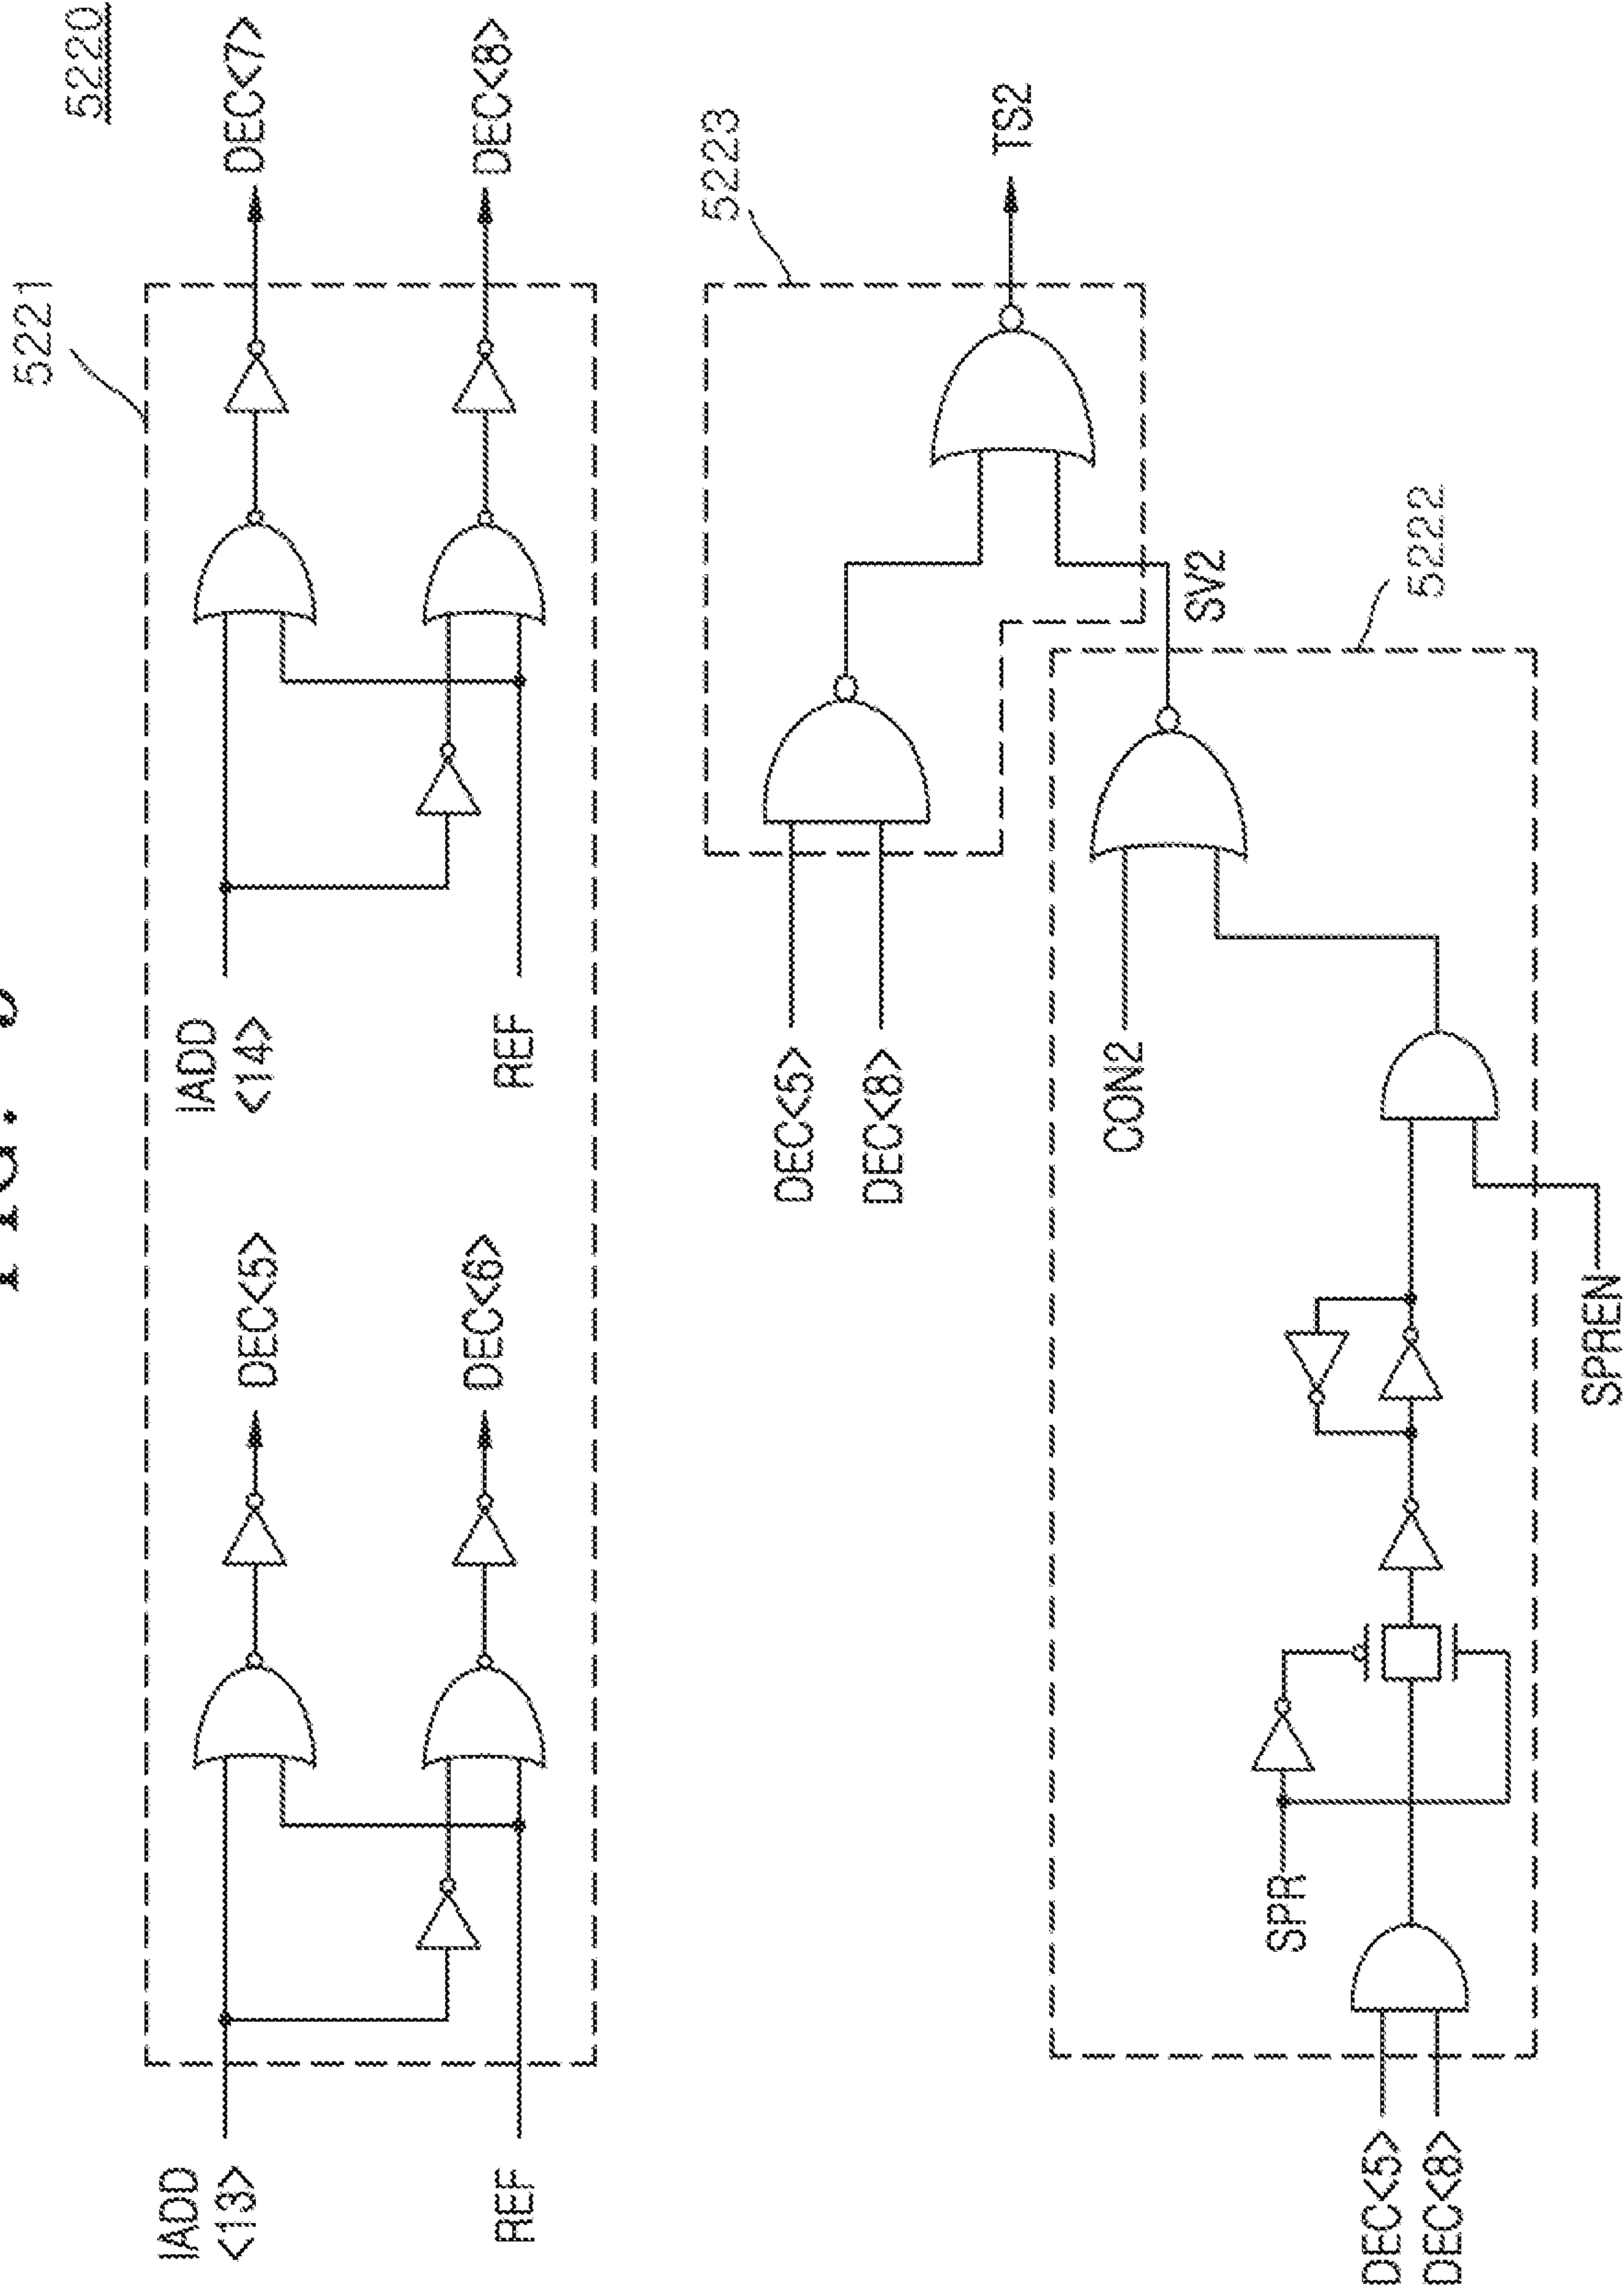 5220
5221
IADD
<13>
REF
DEC<5>
DEC<6>
IADD
<14>
REF
DEC<7>
DEC<8>
5223
DEC<5>
DEC<8>
TS2
SV2
5222
CON2
SPR
DEC<5>
DEC<8>
SPREN